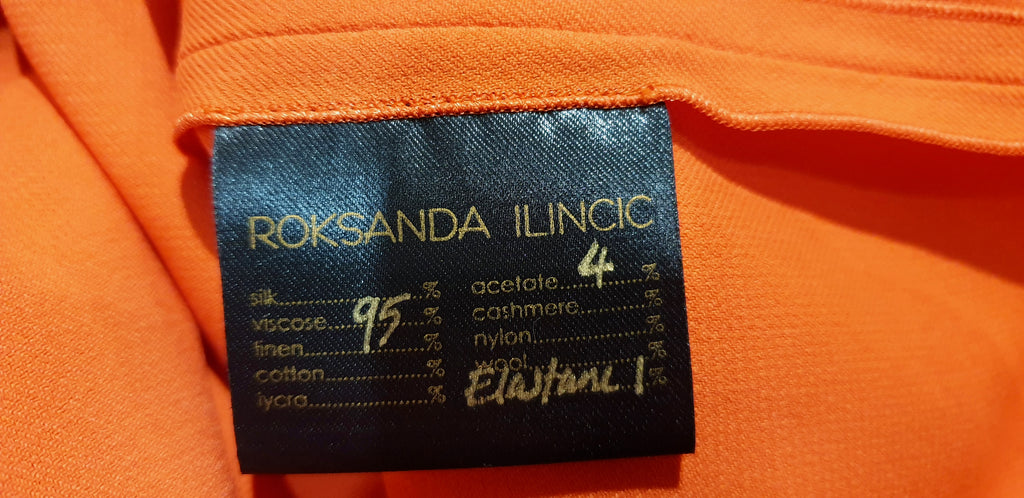 ROKSANDA ILINCIC
silk..............%
viscose....95....%
linen..............%
cotton..............%
lycra..............%
acetate....4....%
cashmere..............%
nylon..............%
wool..............%
Elastane 1 %